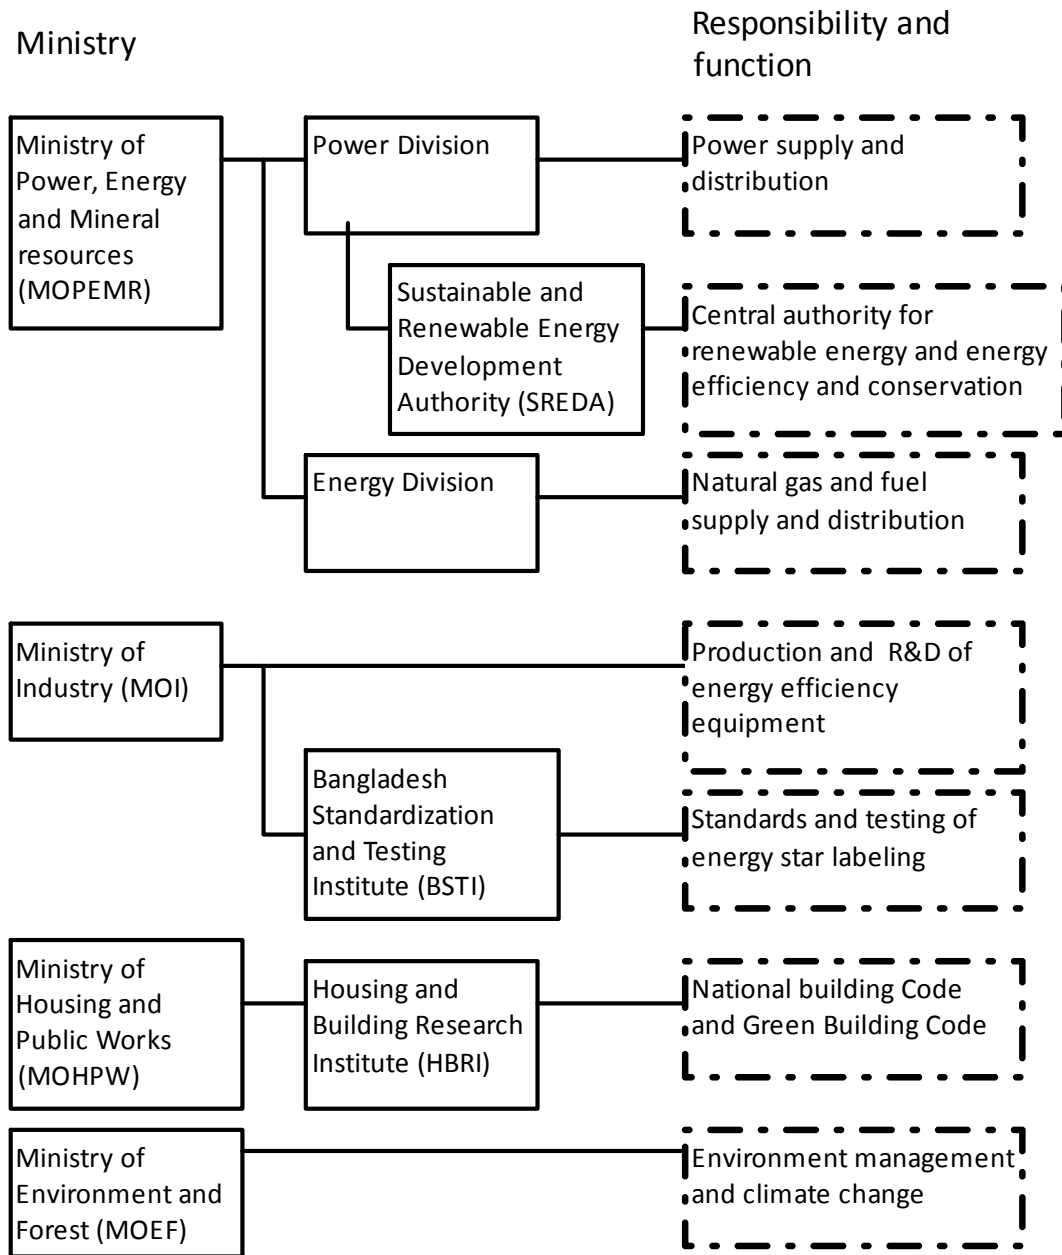 Ministry
Responsibility and
function
Ministry of
Power, Energy
and Mineral
resources
(MOPEMR)
Power Division
Power supply and
distribution
Sustainable and
Renewable Energy
Development
Authority (SREDA)
Central authority for
renewable energy and energy
efficiency and conservation
Energy Division
Natural gas and fuel
supply and distribution
Ministry of
Industry (MOI)
Production and R&D of
energy efficiency
equipment
Bangladesh
Standardization
and Testing
Institute (BSTI)
Standards and testing of
energy star labeling
Ministry of
Housing and
Public Works
(MOHPW)
Housing and
Building Research
Institute (HBRI)
National building Code
and Green Building Code
Ministry of
Environment and
Forest (MOEF)
Environment management
and climate change